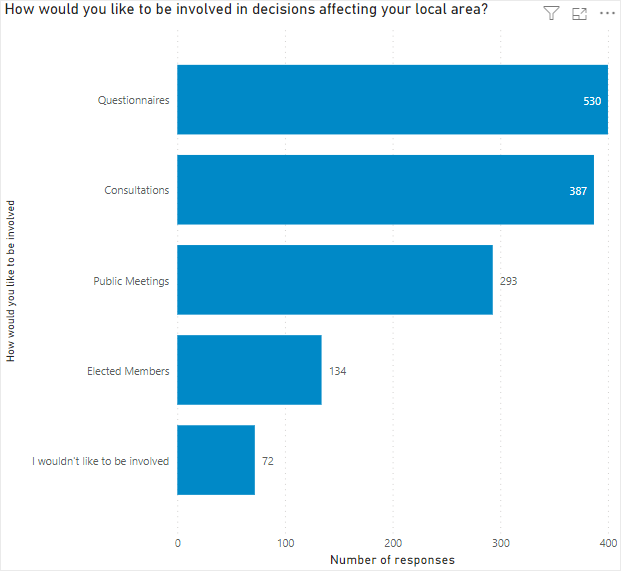 How would you like to be involved in decisions affecting your local area?
How would you like to be involved
Questionnaires 530
Consultations 387
Public Meetings 293
Elected Members 134
I wouldn't like to be involved 72
0 100 200 300 400
Number of responses